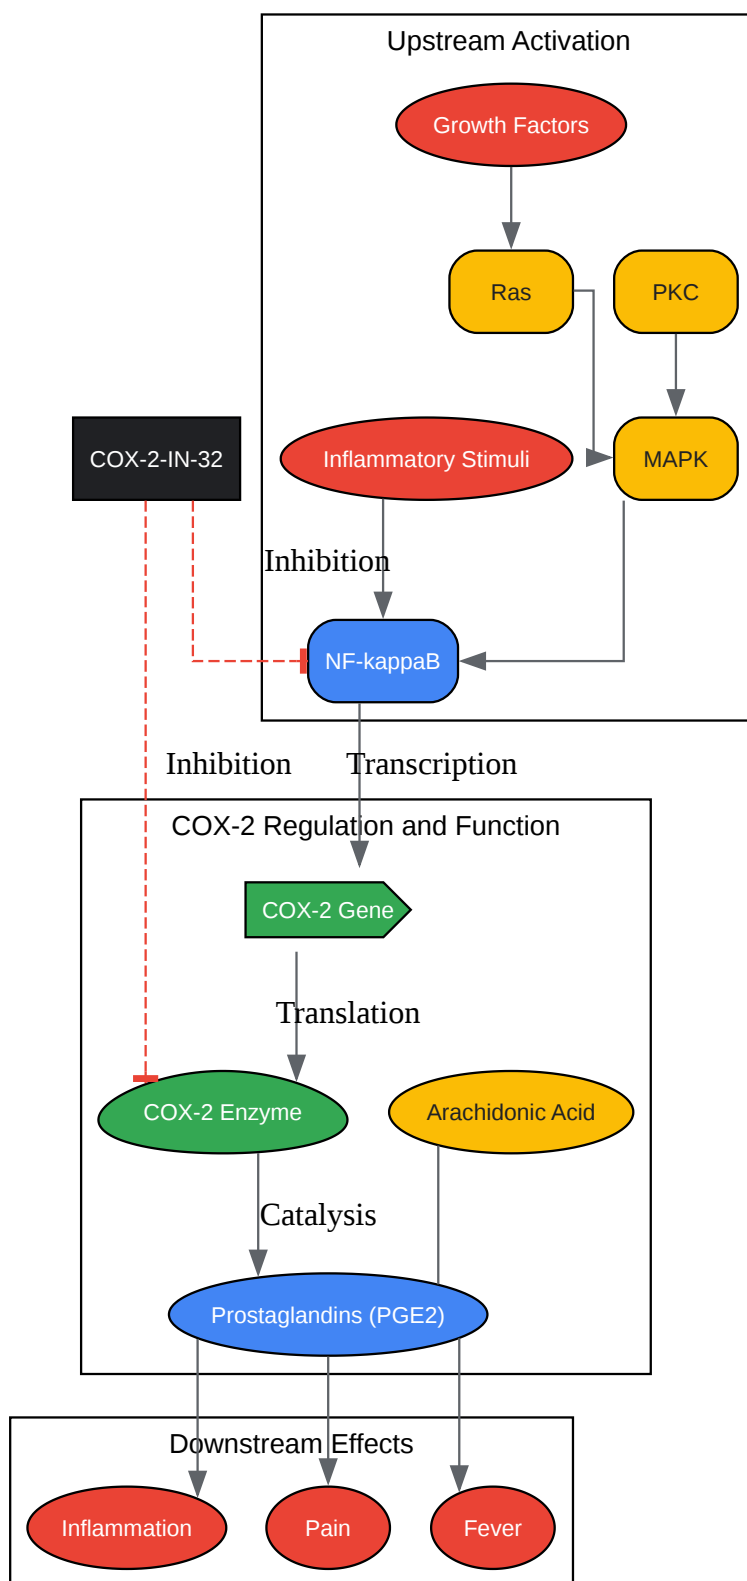 Upstream Activation
Growth Factors
Ras
PKC
COX-2-IN-32
Inflammatory Stimuli
MAPK
Inhibition
NF-kappaB
Inhibition
Transcription
COX-2 Regulation and Function
COX-2 Gene
Translation
COX-2 Enzyme
Arachidonic Acid
Catalysis
Prostaglandins (PGE2)
Downstream Effects
Inflammation
Pain
Fever